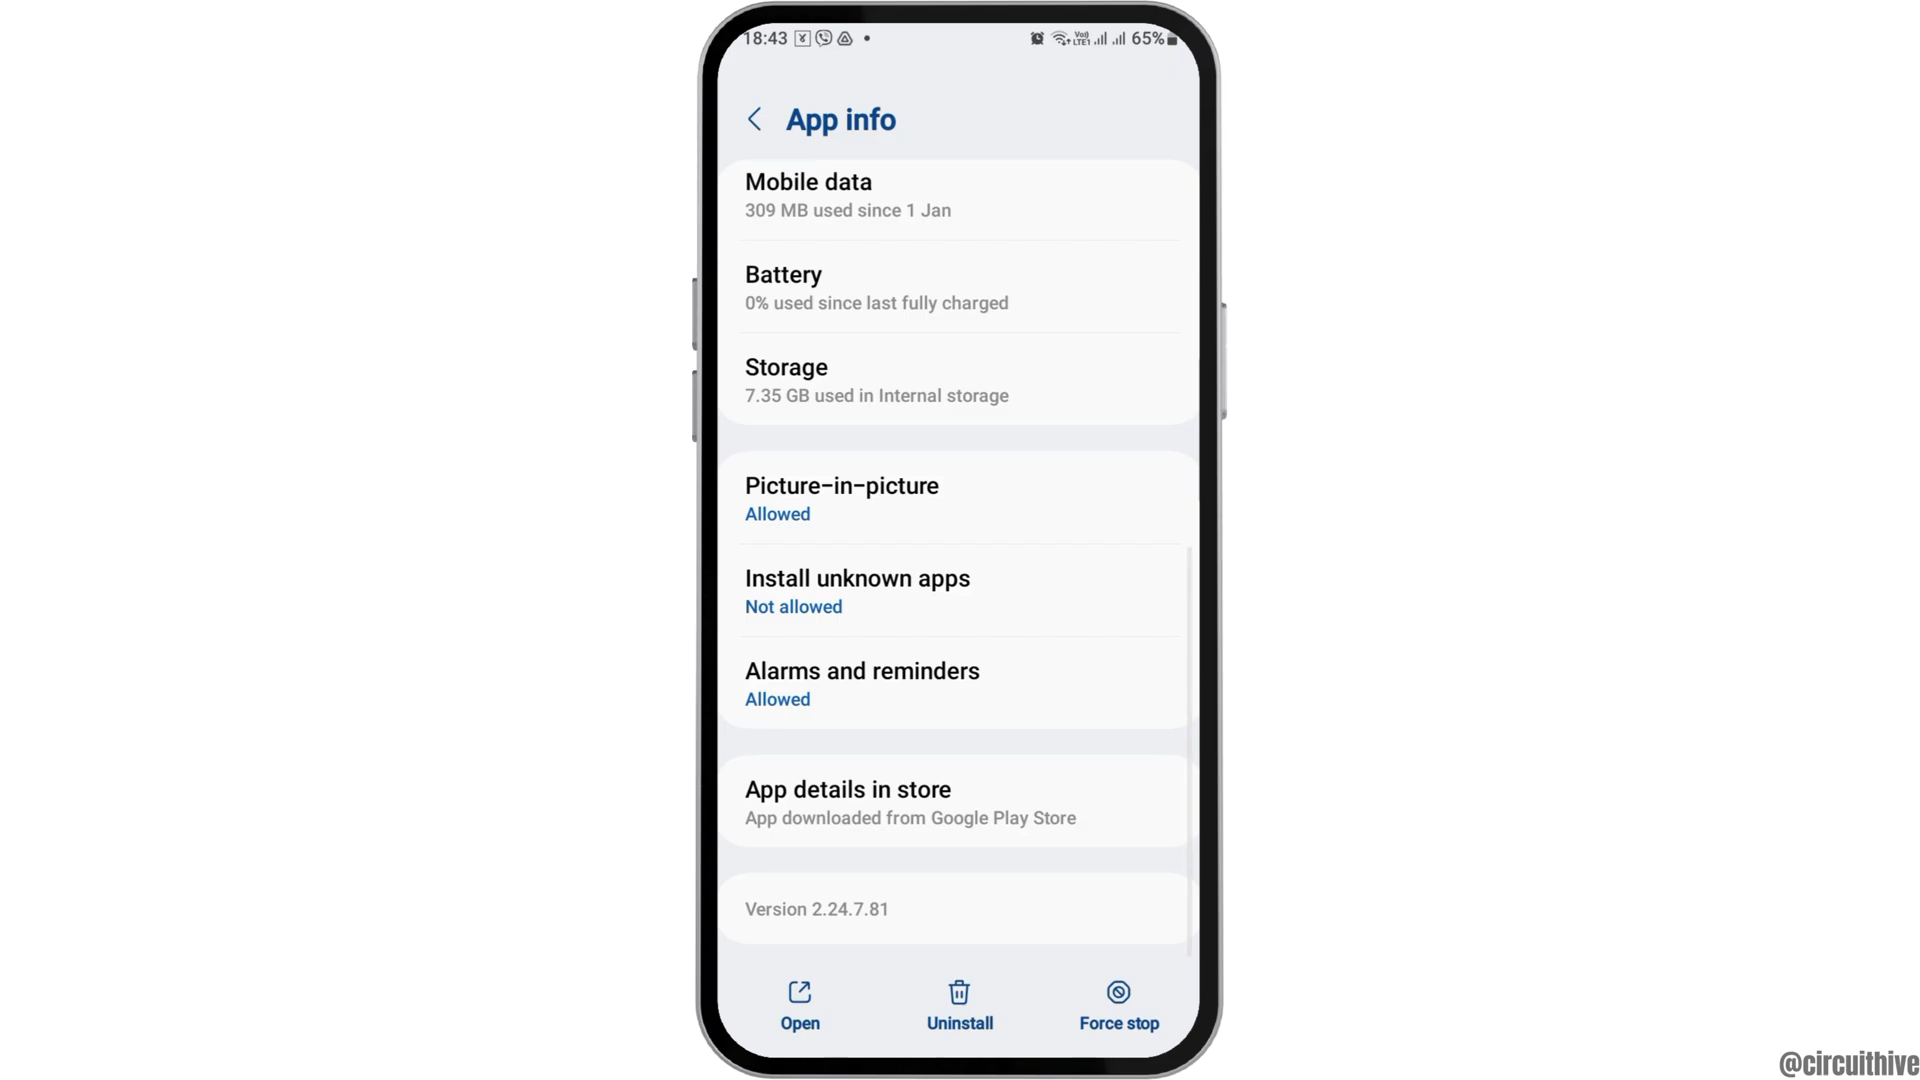 18:43
Vo) LTE1 65%
App info
Mobile data
309 MB used since 1 Jan
Battery
0% used since last fully charged
Storage
7.35 GB used in Internal storage
Picture-in-picture
Allowed
Install unknown apps
Not allowed
Alarms and reminders
Allowed
App details in store
App downloaded from Google Play Store
Version 2.24.7.81
Open Uninstall Force stop
@circuithive